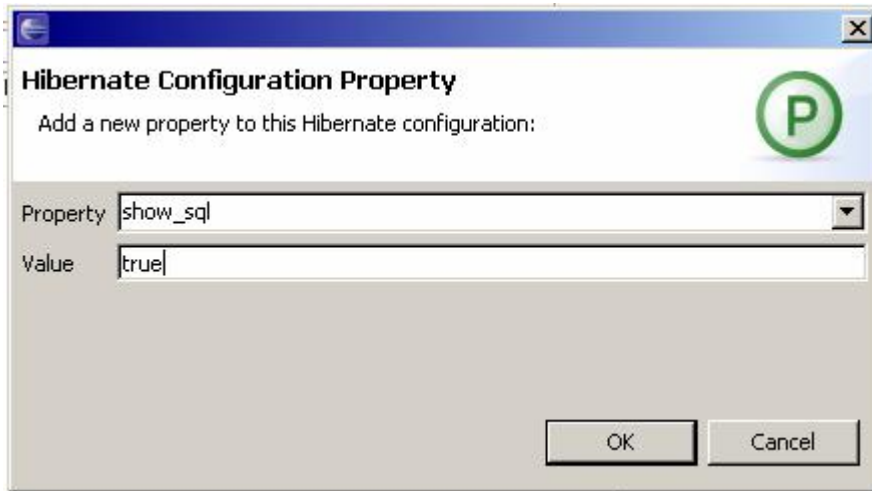 Hibernate Configuration Property
Add a new property to this Hibernate configuration:
P
Property show_sql
Value true
OK Cancel